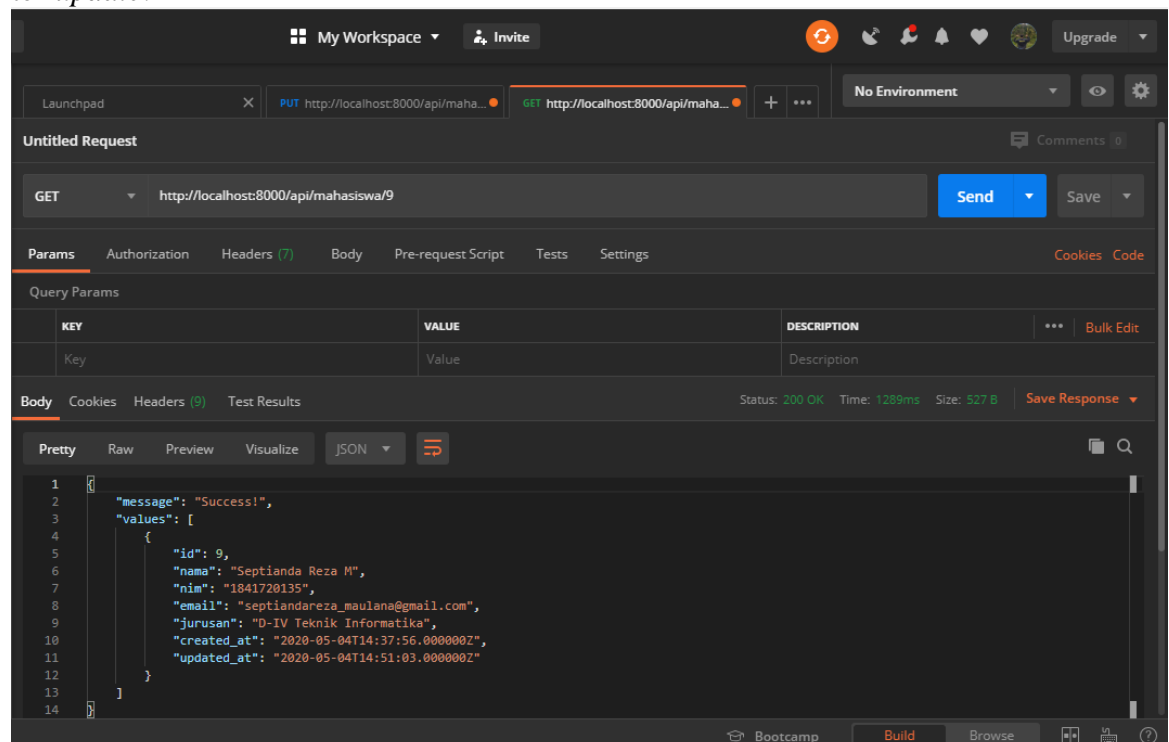 My Workspace Invite Upgrade
Launchpad PUT http://localhost:8000/api/maha... GET http://localhost:8000/api/maha... No Environment
Untitled Request Comments 0
GET http://localhost:8000/api/mahasiswa/9 Send Save
Params Authorization Headers (7) Body Pre-request Script Tests Settings Cookies Code
Query Params
KEY VALUE DESCRIPTION Bulk Edit
Key Value Description
Body Cookies Headers (9) Test Results Status: 200 OK Time: 1289ms Size: 527 B Save Response
Pretty Raw Preview Visualize JSON
1 {
2 "message": "Success!",
3 "values": [
4 {
5 "id": 9,
6 "nama": "Septianda Reza M",
7 "nim": "1841720135",
8 "email": "septiandareza_maulana@gmail.com",
9 "jurusan": "D-IV Teknik Informatika",
10 "created_at": "2020-05-04T14:37:56.000000Z",
11 "updated_at": "2020-05-04T14:51:03.000000Z"
12 }
13 ]
14 }
Bootcamp Build Browse